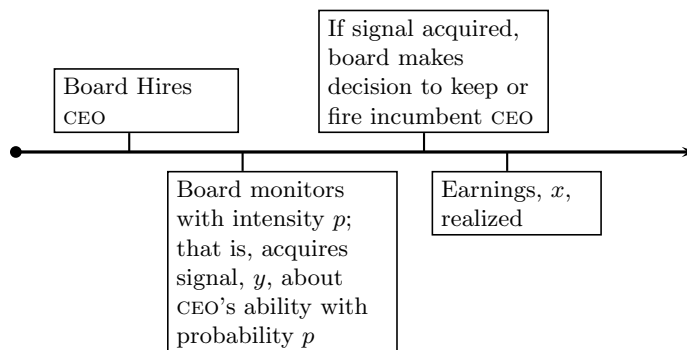 Board Hires
CEO
Board monitors
with intensity p;
that is, acquires
signal, y, about
CEO's ability with
probability p
If signal acquired,
board makes
decision to keep or
fire incumbent CEO
Earnings, x,
realized